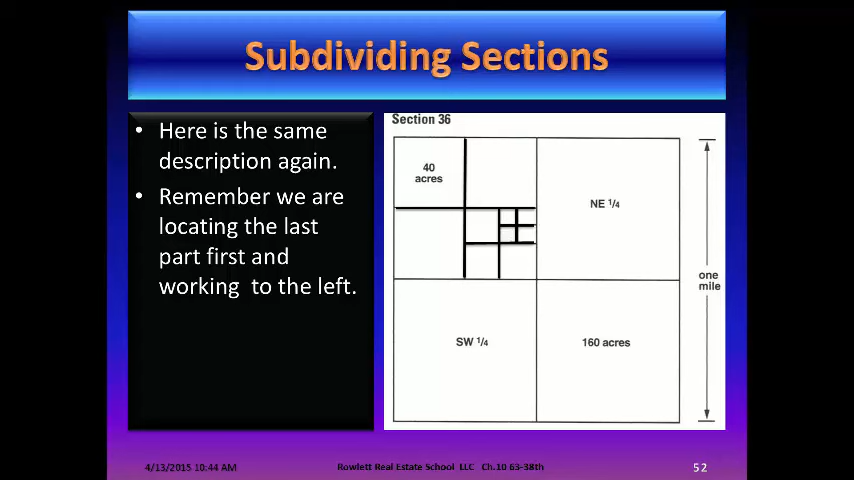 Subdividing Sections
• Here is the same
description again.
• Remember we are
locating the last
part first and
working to the left.
Section 36
40
acres
NE 1/4
one
mile
SW 1/4
160 acres
4/13/2015 10:44 AM
Rowlett Real Estate School LLC Ch.10 63-38th
52